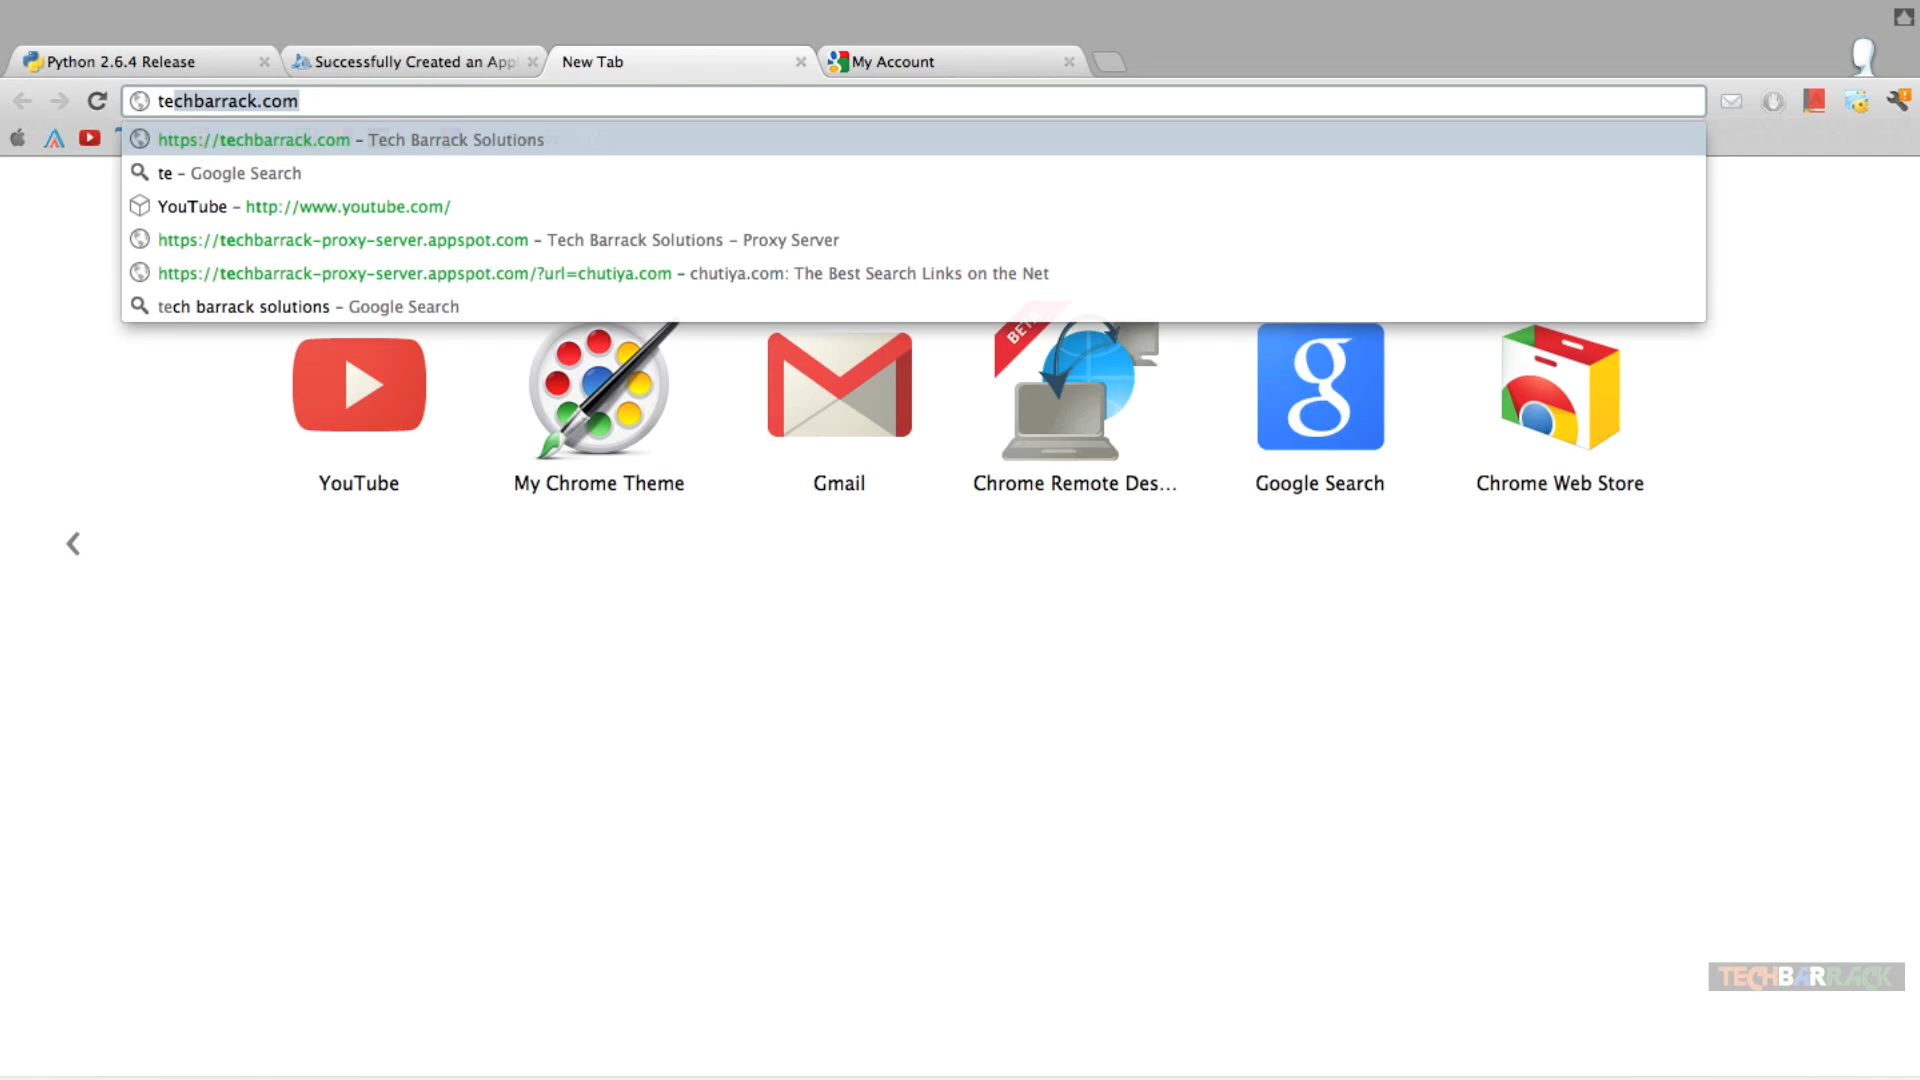 Python 2.6.4 Release
Successfully Created an App
New Tab
My Account
techbarrack.com
https://techbarrack.com – Tech Barrack Solutions
te – Google Search
YouTube – http://www.youtube.com/
https://techbarrack-proxy-server.appspot.com – Tech Barrack Solutions – Proxy Server
https://techbarrack-proxy-server.appspot.com/?url=chutiya.com – chutiya.com: The Best Search Links on the Net
tech barrack solutions – Google Search
BETA
YouTube
My Chrome Theme
Gmail
Chrome Remote Des...
Google Search
Chrome Web Store
TECHBARRACK